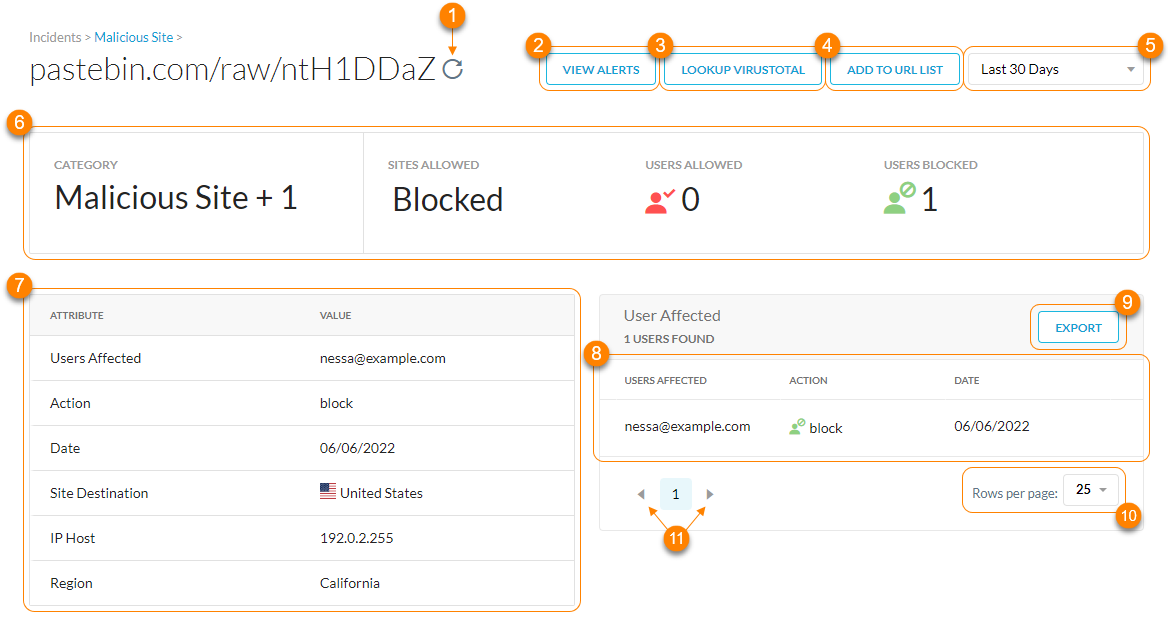 1
Incidents > Malicious Site >
pastebin.com/raw/ntH1DDaZ
2 VIEW ALERTS
3 LOOKUP VIRUSTOTAL
4 ADD TO URL LIST
5 Last 30 Days
6
CATEGORY
Malicious Site + 1
SITES ALLOWED
Blocked
USERS ALLOWED
0
USERS BLOCKED
1
7
ATTRIBUTE VALUE
Users Affected nessa@example.com
Action block
Date 06/06/2022
Site Destination United States
IP Host 192.0.2.255
Region California
User Affected
1 USERS FOUND
9
EXPORT
8
USERS AFFECTED ACTION DATE
nessa@example.com block 06/06/2022
1
Rows per page: 25
10
11